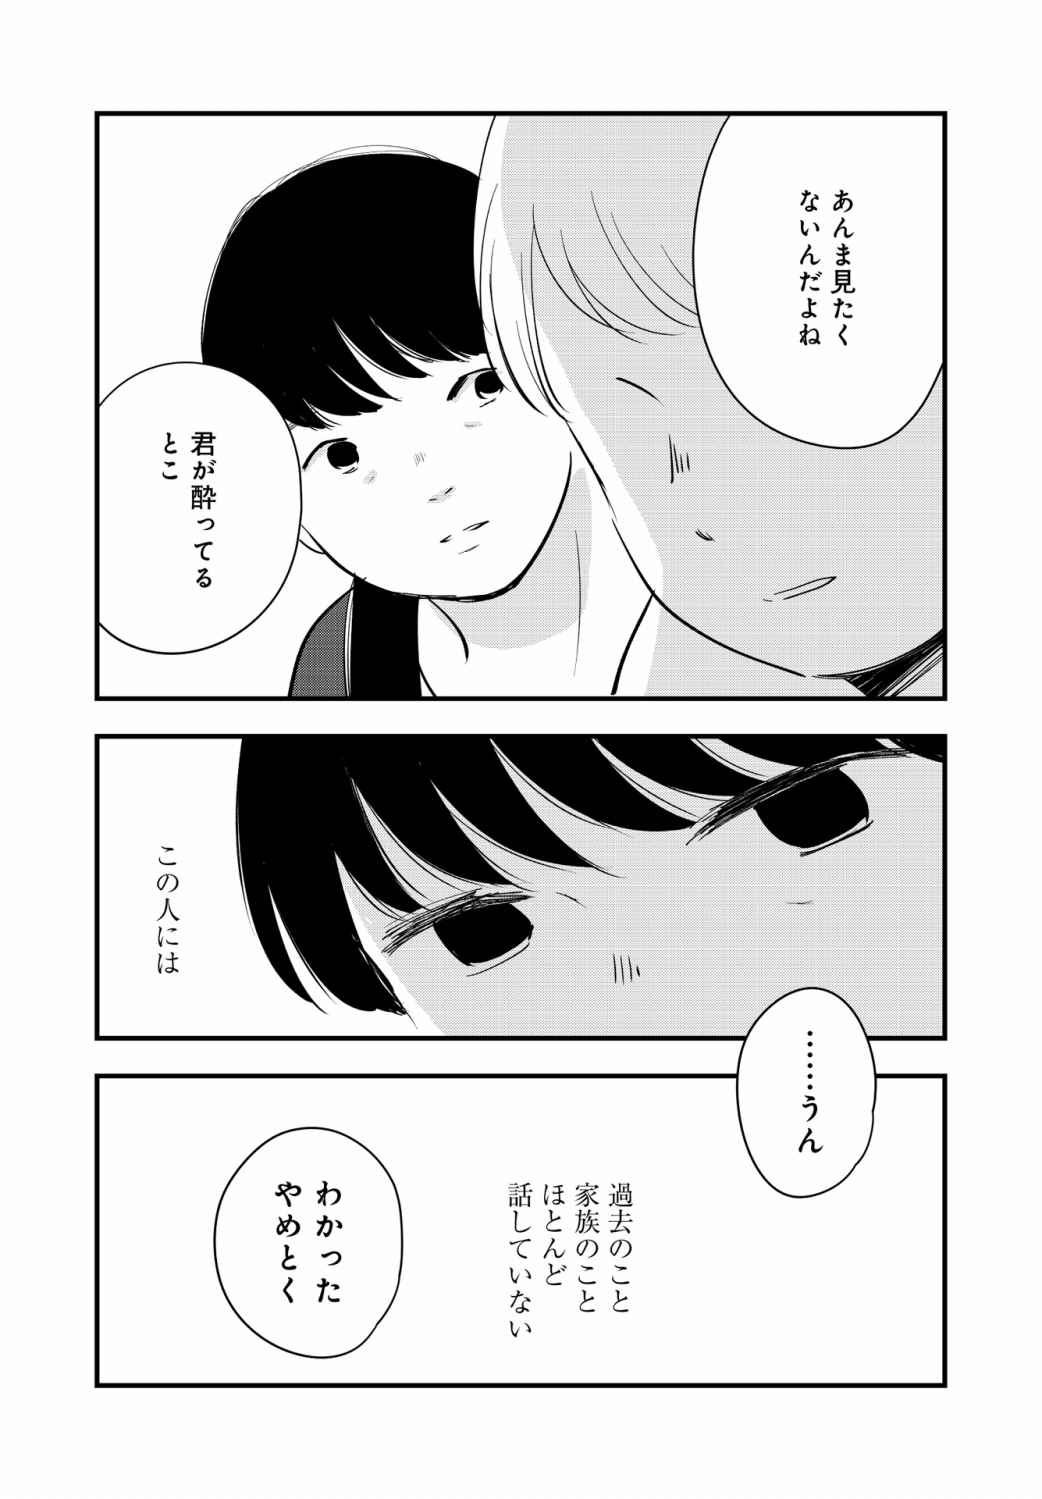 あんま見たく
ないんだよね
君が酔ってる
とこ
この人には
……うん
過去のこと
家族のこと
ほとんど
話していない
わかった
やめとく